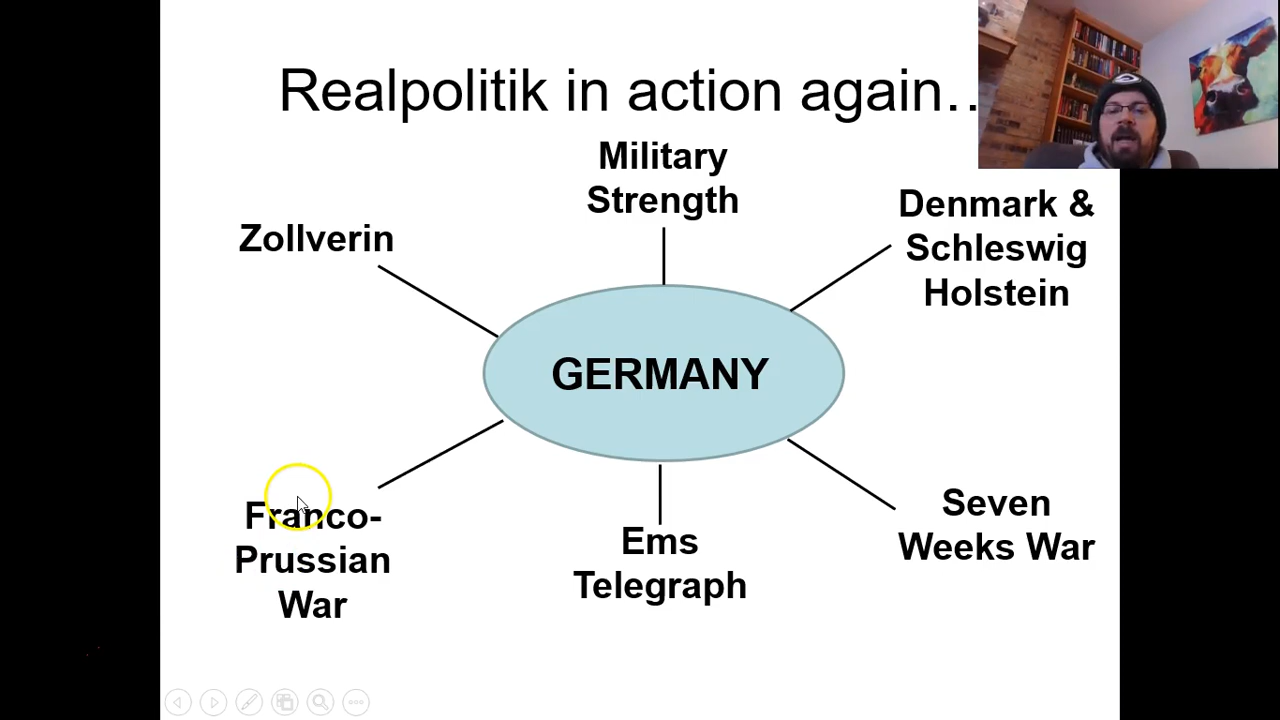 Realpolitik in action again..
Military
Strength
Zollverin
Denmark &
Schleswig
Holstein
GERMANY
Franco-
Prussian
War
Ems
Telegraph
Seven
Weeks War